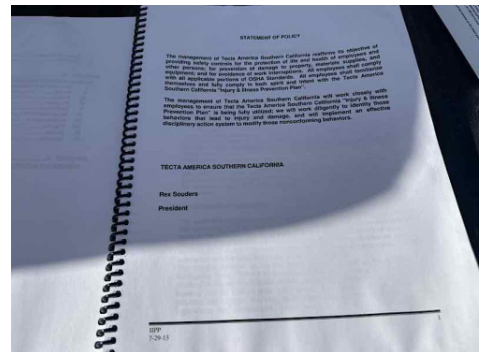 STATEMENT OF POLICY
The management of Tecta America Southern California reaffirms its objective of
providing safety controls for the protection of life and health of employees and
other persons; for prevention of damage to property, materials, supplies, and
equipment; and for avoidance of work interruptions. All employees shall comply
with all applicable portions of OSHA Standards. All employees shall familiarize
themselves and fully comply in both spirit and intent with the Tecta America
Southern California "Injury & Illness Prevention Plan".
The management of Tecta America Southern California will work closely with
employees to ensure that the Tecta America Southern California "Injury & Illness
Prevention Plan" is being fully utilized; we will work diligently to identify those
behaviors that lead to injury and damage, and will implement an effective
disciplinary action system to modify those nonconforming behaviors.
TECTA AMERICA SOUTHERN CALIFORNIA
Rex Souders
President
1
IIPP
7-29-13